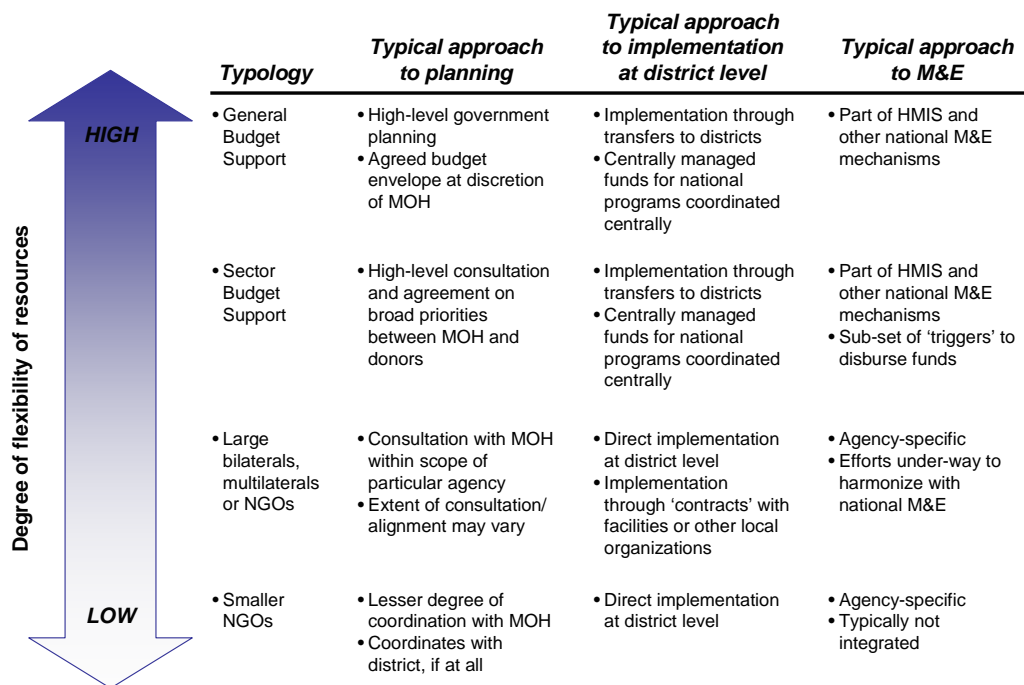 Degree of flexibility of resources
HIGH
LOW
Typology
Typical approach
to planning
Typical approach
to implementation
at district level
Typical approach
to M&E
• General
Budget
Support
• High-level government
planning
• Agreed budget
envelope at discretion
of MOH
• Implementation through
transfers to districts
• Centrally managed
funds for national
programs coordinated
centrally
• Part of HMIS and
other national M&E
mechanisms
• Sector
Budget
Support
• High-level consultation
and agreement on
broad priorities
between MOH and
donors
• Implementation through
transfers to districts
• Centrally managed
funds for national
programs coordinated
centrally
• Part of HMIS and
other national M&E
mechanisms
• Sub-set of ‘triggers’ to
disburse funds
• Large
bilaterals,
multilaterals
or NGOs
• Consultation with MOH
within scope of
particular agency
• Extent of consultation/
alignment may vary
• Direct implementation
at district level
• Implementation
through ‘contracts’ with
facilities or other local
organizations
• Agency-specific
• Efforts under-way to
harmonize with
national M&E
• Smaller
NGOs
• Lesser degree of
coordination with MOH
• Coordinates with
district, if at all
• Direct implementation
at district level
• Agency-specific
• Typically not
integrated